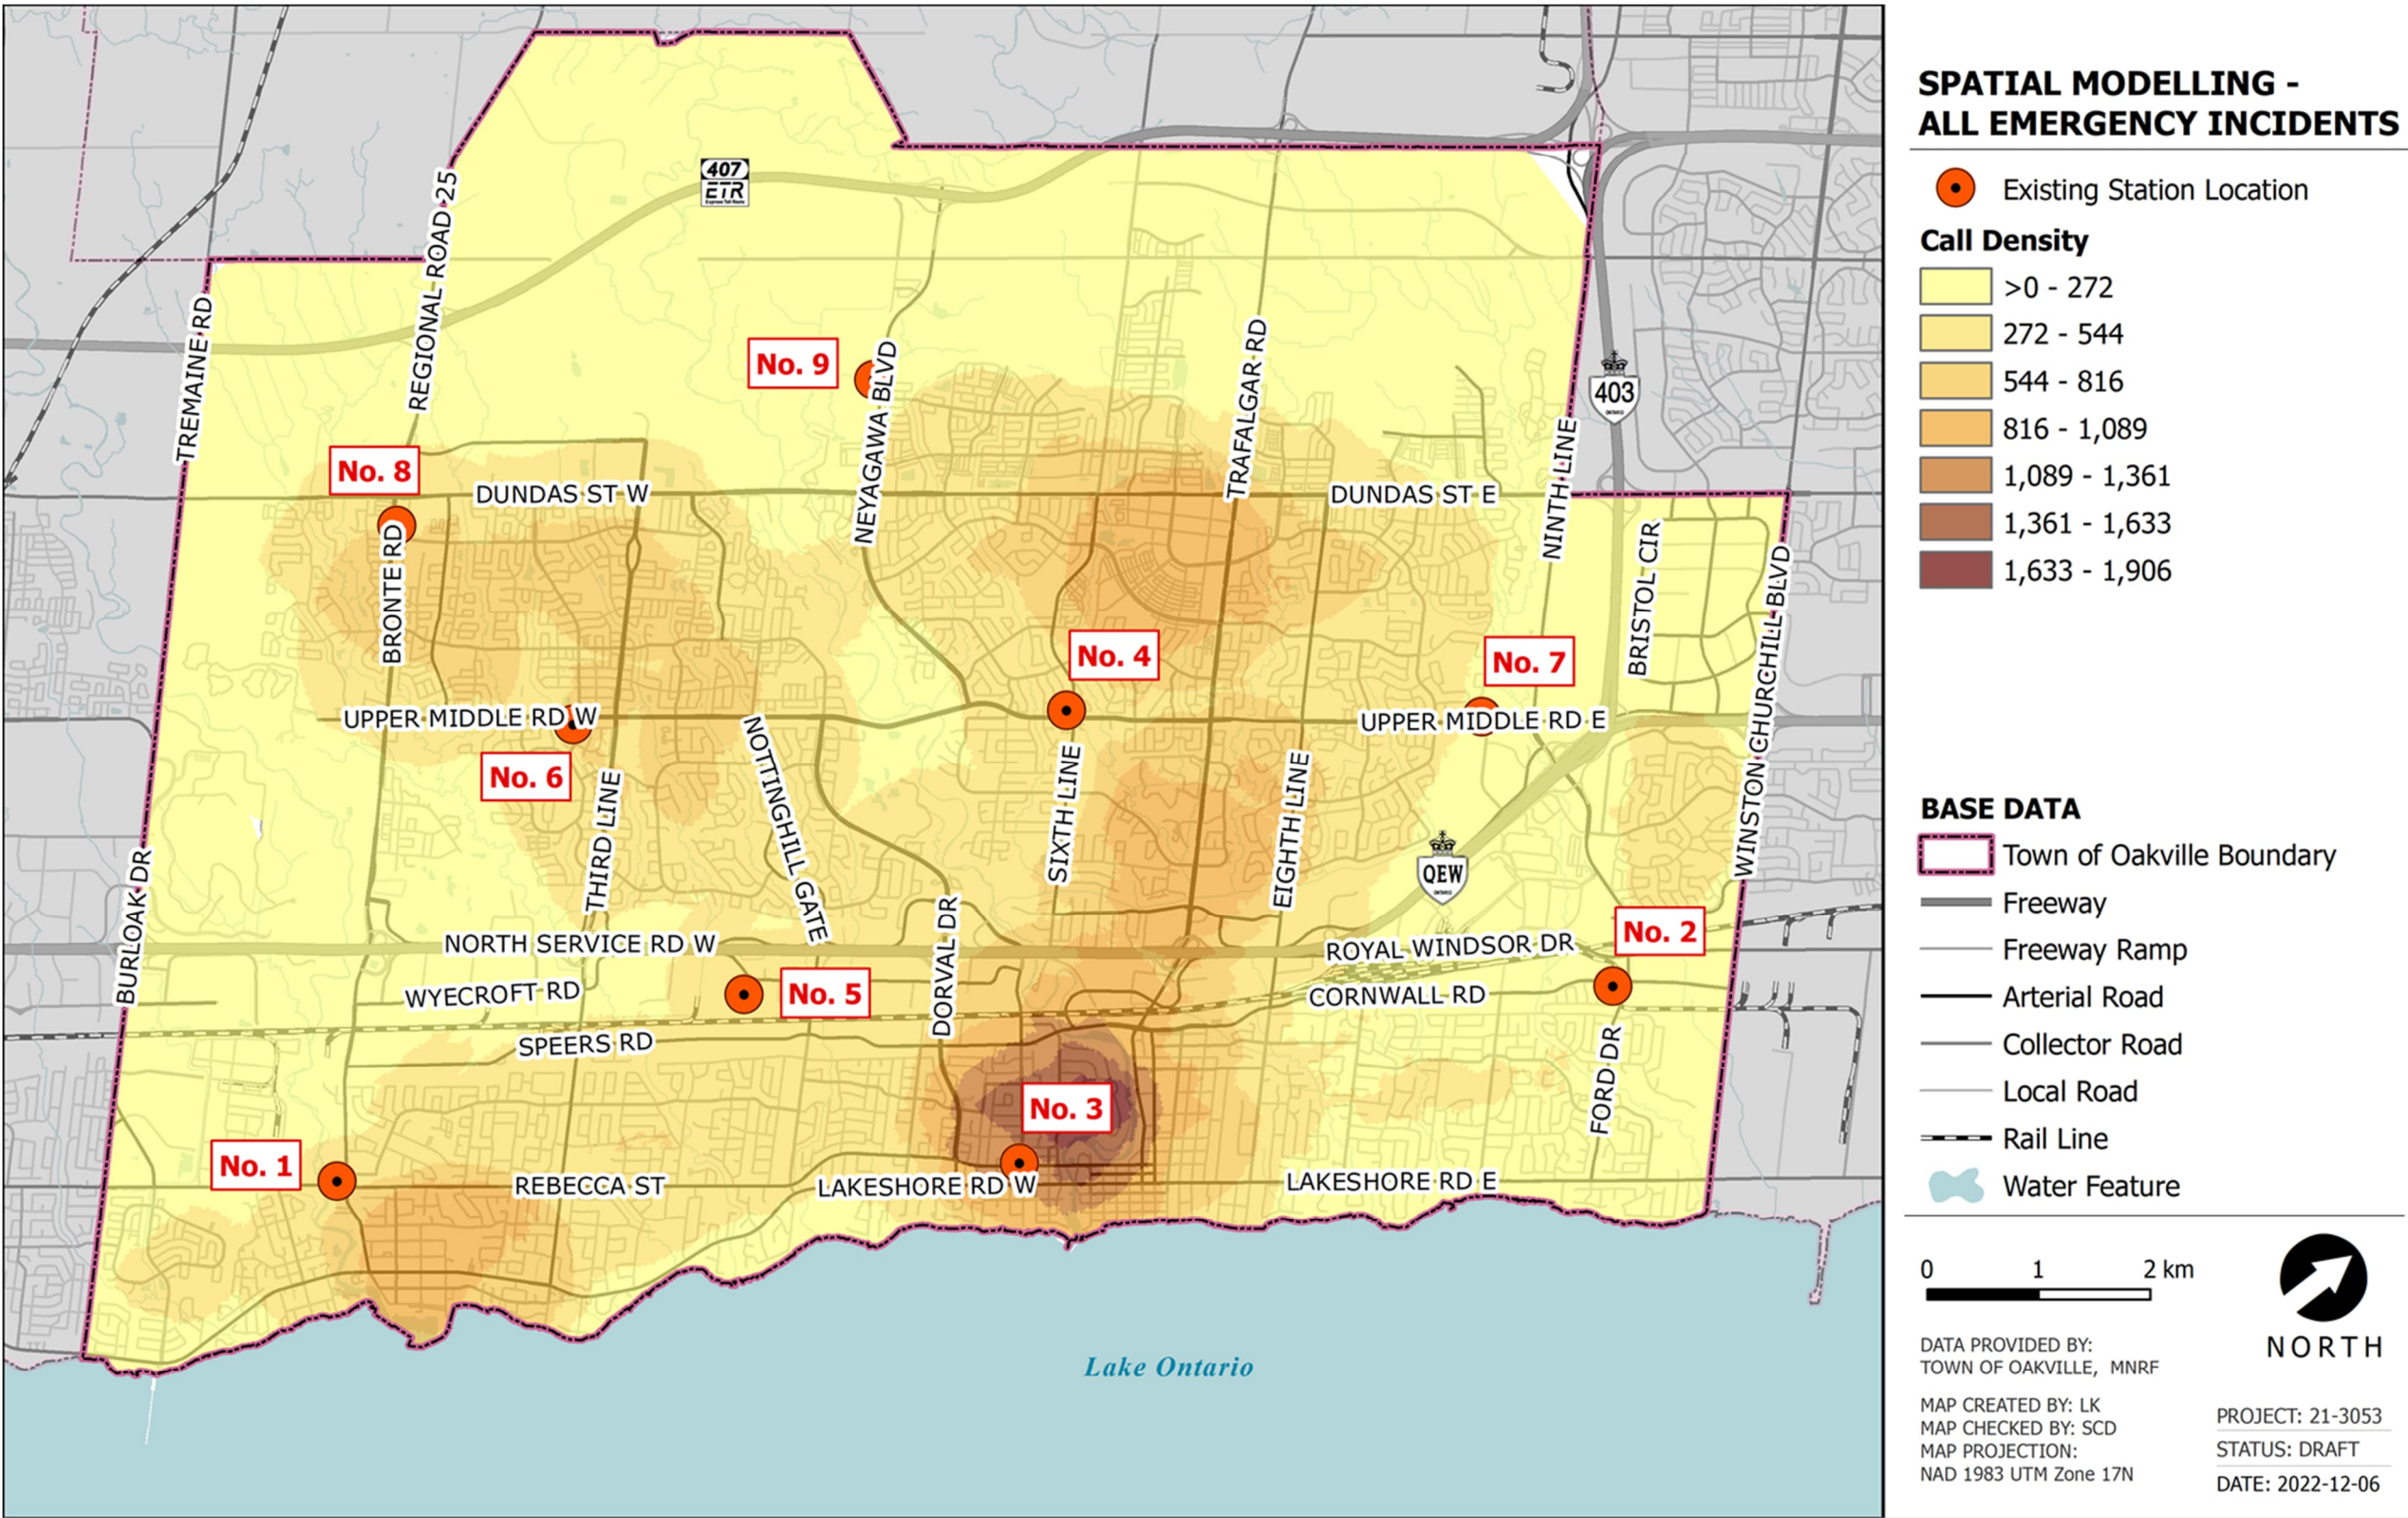 SPATIAL MODELLING -
ALL EMERGENCY INCIDENTS
Existing Station Location
Call Density
>0 - 272
272 - 544
544 - 816
816 - 1,089
1,089 - 1,361
1,361 - 1,633
1,633 - 1,906
BASE DATA
Town of Oakville Boundary
Freeway
Freeway Ramp
Arterial Road
Collector Road
Local Road
Rail Line
Water Feature
0 1 2 km
NORTH
DATA PROVIDED BY:
TOWN OF OAKVILLE, MNRF
MAP CREATED BY: LK
MAP CHECKED BY: SCD
MAP PROJECTION:
NAD 1983 UTM Zone 17N
PROJECT: 21-3053
STATUS: DRAFT
DATE: 2022-12-06
407
ETR
Express Toll Route
REGIONAL ROAD 25
TREMAINE RD
No. 9
NEYAGAWA BLVD
TRAFALGAR RD
403
ONTARIO
NINTH LINE
No. 8
DUNDAS ST W
DUNDAS ST E
BRONTE RD
BRISTOL CIR
WINSTON CHURCHILL BLVD
No. 4
No. 7
UPPER MIDDLE RD W
UPPER MIDDLE RD E
No. 6
NOTTINGHILL GATE
THIRD LINE
SIXTH LINE
EIGHTH LINE
QEW
ONTARIO
BURLOAK DR
DORVAL DR
NORTH SERVICE RD W
ROYAL WINDSOR DR
No. 2
WYECROFT RD
No. 5
CORNWALL RD
SPEERS RD
FORD DR
No. 3
No. 1
REBECCA ST
LAKESHORE RD W
LAKESHORE RD E
Lake Ontario